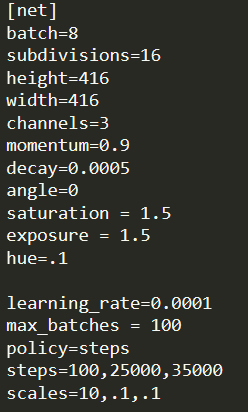 [net]
batch=8
subdivisions=16
height=416
width=416
channels=3
momentum=0.9
decay=0.0005
angle=0
saturation = 1.5
exposure = 1.5
hue=.1

learning_rate=0.0001
max_batches = 100
policy=steps
steps=100,25000,35000
scales=10,.1,.1